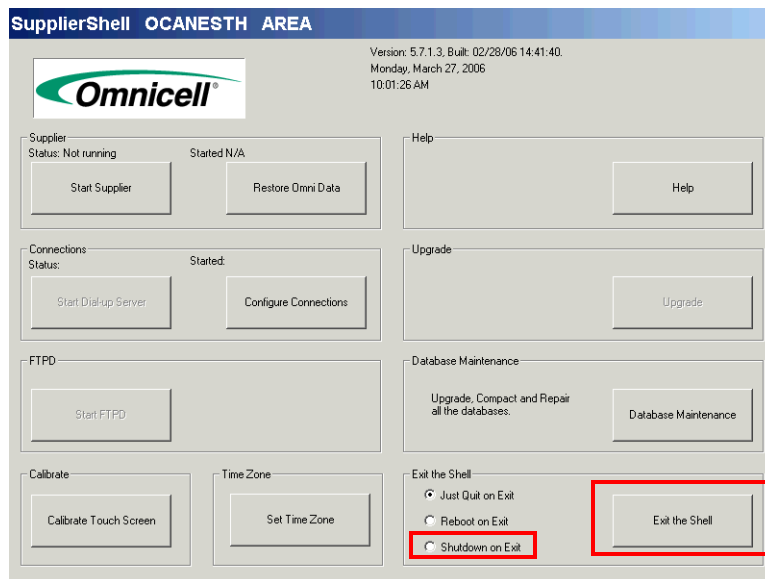 SupplierShell OCANESTH AREA
Version: 5.7.1.3, Built: 02/28/06 14:41:40.
Monday, March 27, 2006
10:01:26 AM
Omnicell®
Supplier
Status: Not running Started N/A
Start Supplier
Restore Omni Data
Help
Help
Connections
Status: Started:
Start Dial-up Server
Configure Connections
Upgrade
Upgrade
FTPD
Start FTPD
Database Maintenance
Upgrade, Compact and Repair
all the databases.
Database Maintenance
Calibrate
Calibrate Touch Screen
Time Zone
Set Time Zone
Exit the Shell
Just Quit on Exit
Reboot on Exit
Shutdown on Exit
Exit the Shell